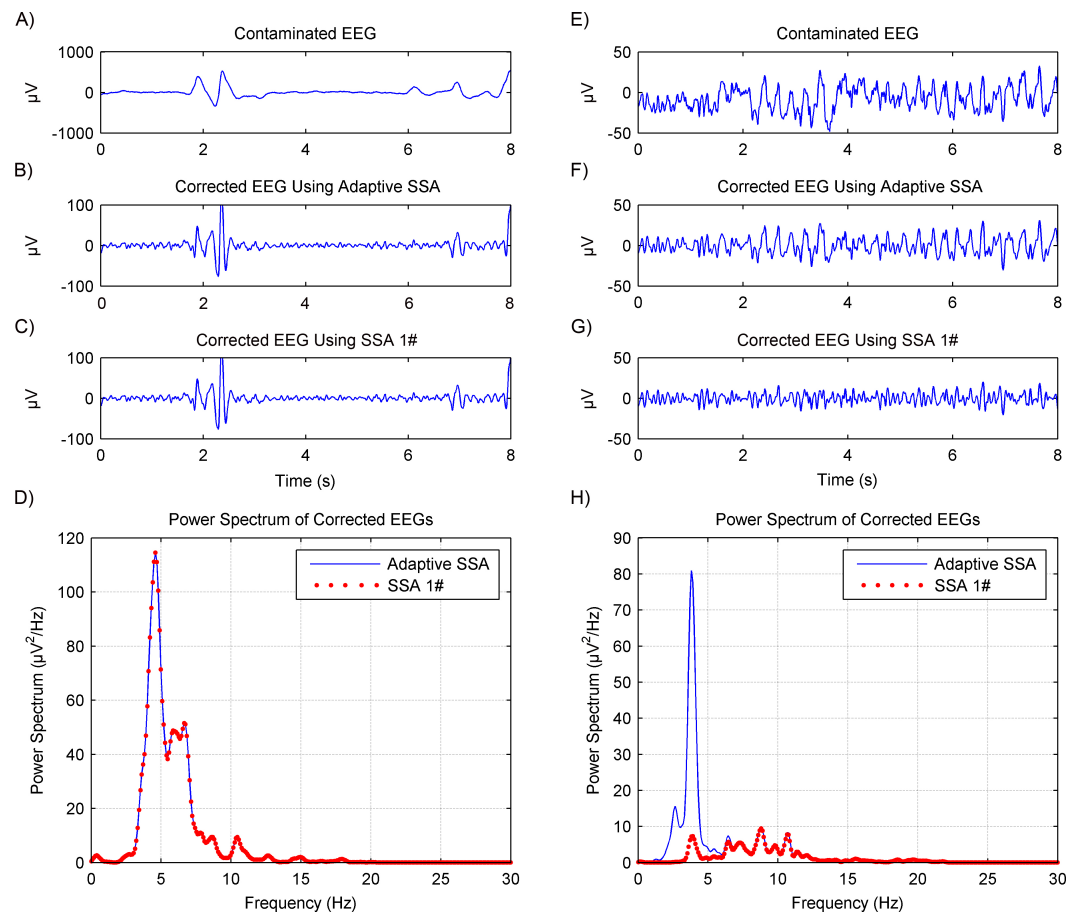 A)
Contaminated EEG
1000
0
-1000
µV
0 2 4 6 8
B)
Corrected EEG Using Adaptive SSA
100
0
-100
µV
0 2 4 6 8
C)
Corrected EEG Using SSA 1#
100
0
-100
µV
0 2 4 6 8
Time (s)
D)
Power Spectrum of Corrected EEGs
120
100
80
60
40
20
0
Power Spectrum (µV²/Hz)
Adaptive SSA
SSA 1#
0 5 10 15 20 25 30
Frequency (Hz)
E)
Contaminated EEG
50
0
-50
µV
0 2 4 6 8
F)
Corrected EEG Using Adaptive SSA
50
0
-50
µV
0 2 4 6 8
G)
Corrected EEG Using SSA 1#
50
0
-50
µV
0 2 4 6 8
Time (s)
H)
Power Spectrum of Corrected EEGs
90
80
70
60
50
40
30
20
10
0
Power Spectrum (µV²/Hz)
Adaptive SSA
SSA 1#
0 5 10 15 20 25 30
Frequency (Hz)